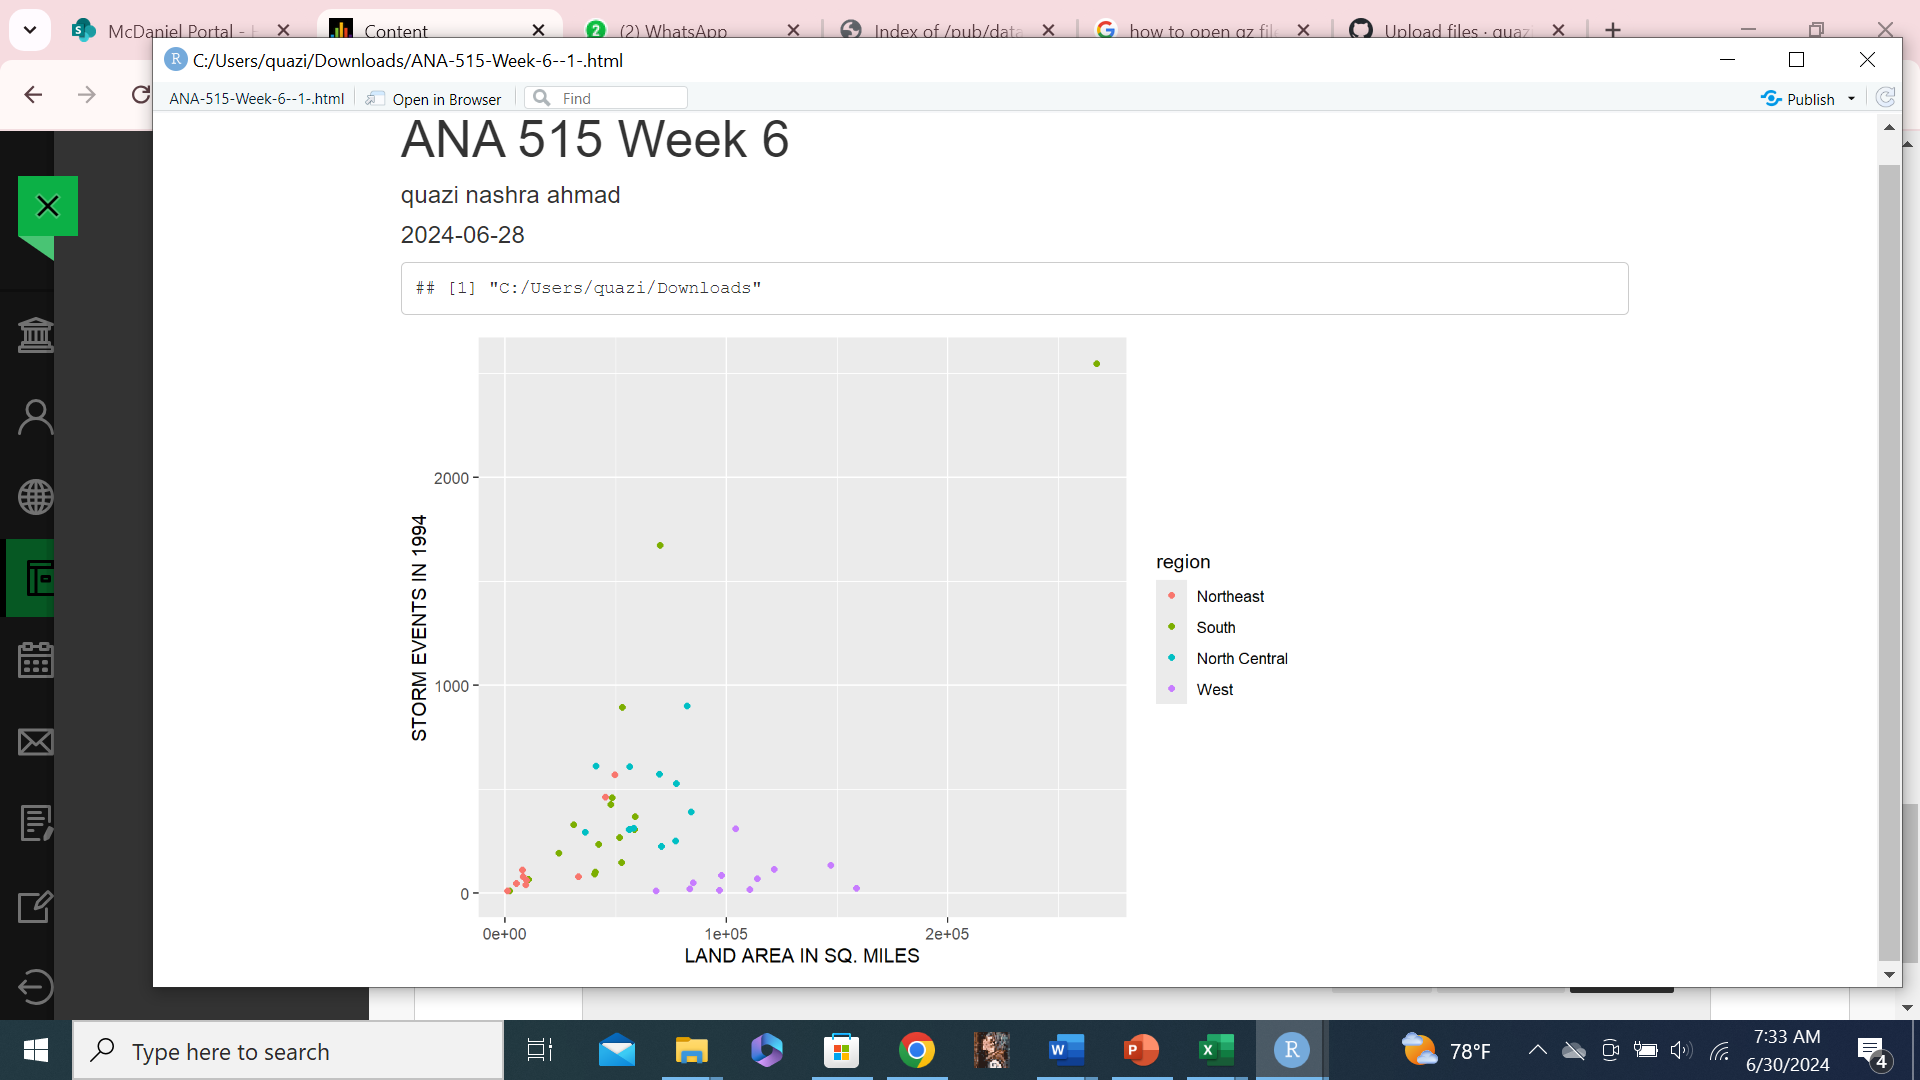 McDaniel Portal -
Content
(2) WhatsApp
Index of /pub/data
how to open gz file
Upload files · quaz
C:/Users/quazi/Downloads/ANA-515-Week-6--1-.html
ANA-515-Week-6--1-.html
Open in Browser
Find
Publish
ANA 515 Week 6
quazi nashra ahmad
2024-06-28
## [1] "C:/Users/quazi/Downloads"
2000
1000
0
STORM EVENTS IN 1994
0e+00
1e+05
2e+05
LAND AREA IN SQ. MILES
region
Northeast
South
North Central
West
Type here to search
78°F
7:33 AM
6/30/2024
4